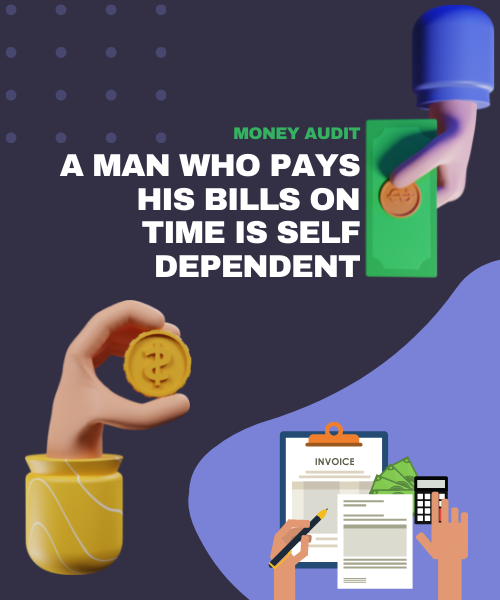 MONEY AUDIT
A MAN WHO PAYS
HIS BILLS ON
TIME IS SELF
DEPENDENT
INVOICE